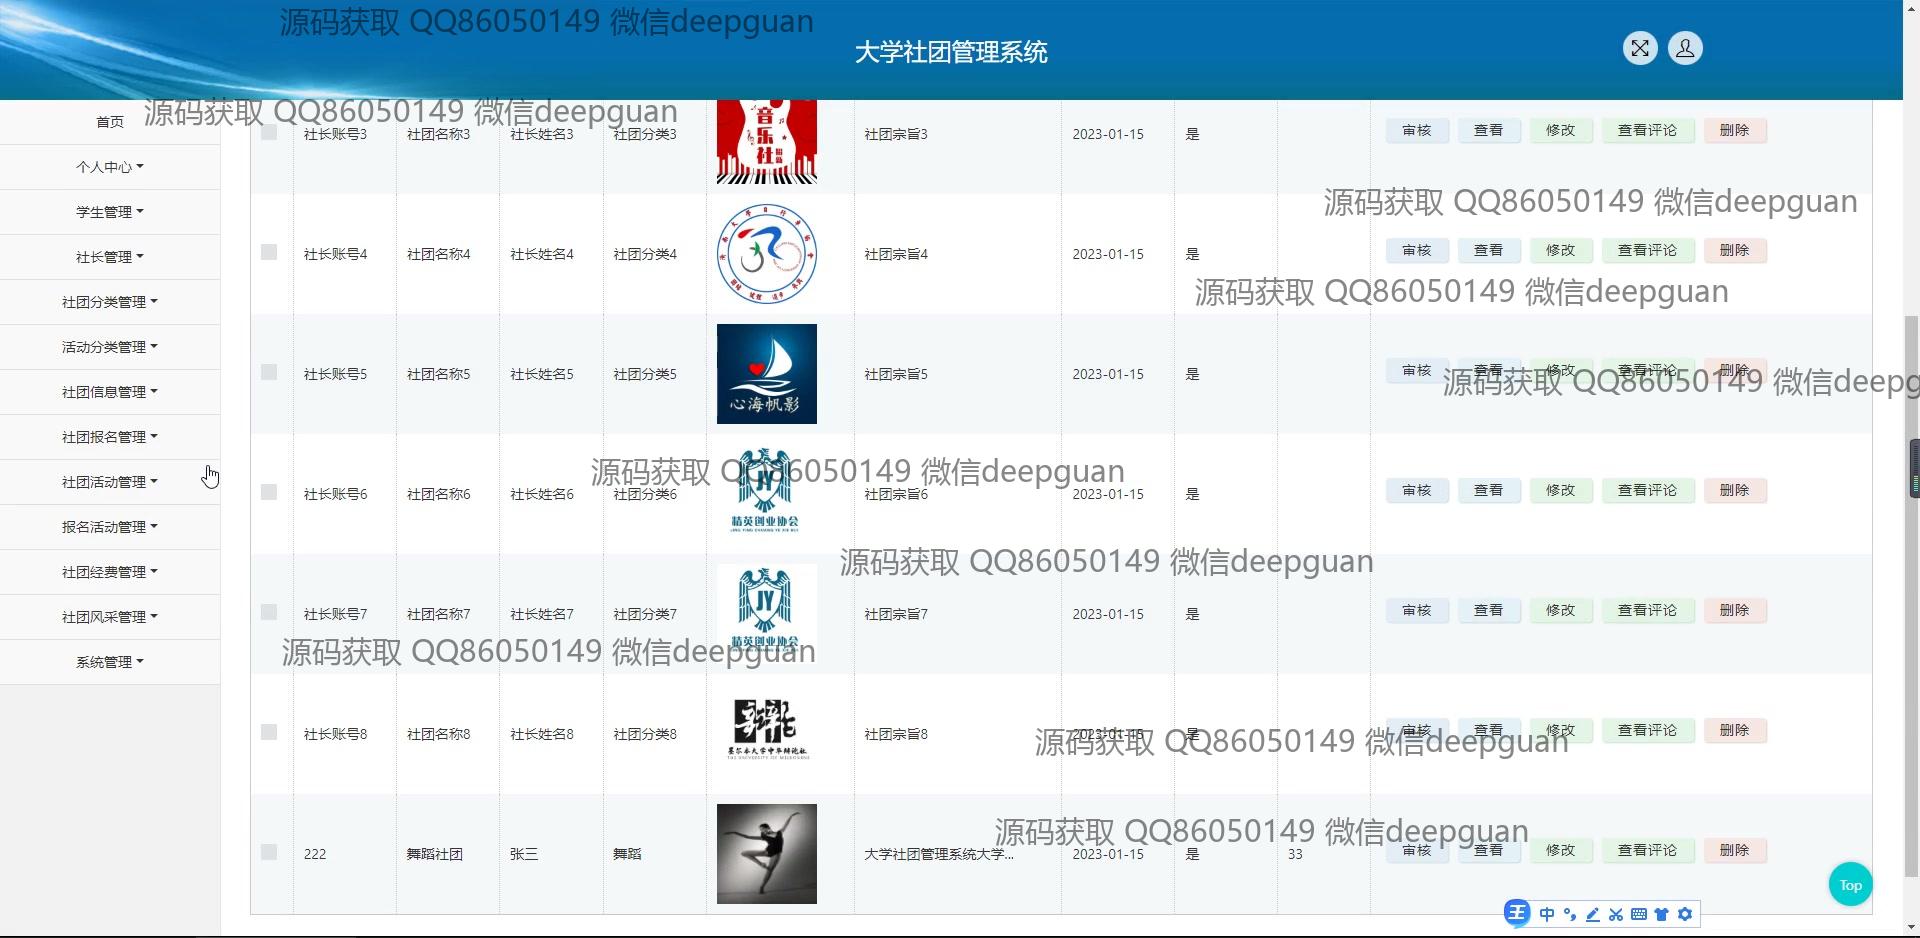 源码获取 QQ86050149 微信deepguan
大学社团管理系统
源码获取 QQ86050149 微信deepguan
首页
个人中心
学生管理
社长管理
社团分类管理
活动分类管理
社团信息管理
社团报名管理
社团活动管理
报名活动管理
社团经费管理
社团风采管理
系统管理
社长账号3 社团名称3 社长姓名3 社团分类3 音乐社 社团宗旨3 2023-01-15 是 审核 查看 修改 查看评论 删除
源码获取 QQ86050149 微信deepguan
社长账号4 社团名称4 社长姓名4 社团分类4 社团宗旨4 2023-01-15 是 审核 查看 修改 查看评论 删除
源码获取 QQ86050149 微信deepguan
社长账号5 社团名称5 社长姓名5 社团分类5 心海帆影 社团宗旨5 2023-01-15 是 审核 查看 修改 查看评论 删除
源码获取 QQ86050149 微信deepg
源码获取 QQ86050149 微信deepguan
社长账号6 社团名称6 社长姓名6 社团分类6 JY 精英创业协会 社团宗旨6 2023-01-15 是 审核 查看 修改 查看评论 删除
源码获取 QQ86050149 微信deepguan
社长账号7 社团名称7 社长姓名7 社团分类7 JY 精英创业协会 社团宗旨7 2023-01-15 是 审核 查看 修改 查看评论 删除
源码获取 QQ86050149 微信deepguan
社长账号8 社团名称8 社长姓名8 社团分类8 墨尔本大学中华辩论社 THE UNIVERSITY OF MELBOURNE 社团宗旨8 2023-01-15 是 审核 查看 修改 查看评论 删除
源码获取 QQ86050149 微信deepguan
源码获取 QQ86050149 微信deepguan
222 舞蹈社团 张三 舞蹈 大学社团管理系统大学... 2023-01-15 是 33 审核 查看 修改 查看评论 删除
Top
王 中